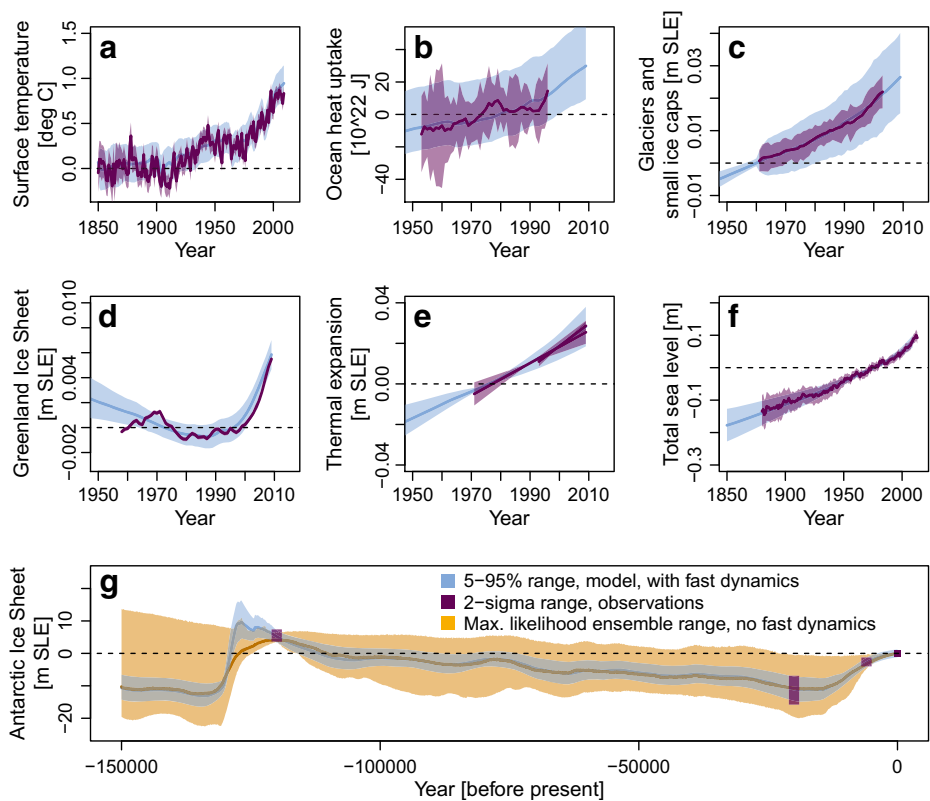 a
Surface temperature
[deg C]
0.0 0.5 1.0 1.5
1850 1900 1950 2000
Year
b
Ocean heat uptake
[10^22 J]
−40 0 20
1950 1970 1990 2010
Year
c
Glaciers and
small ice caps [m SLE]
−0.01 0.01 0.03
1950 1970 1990 2010
Year
d
Greenland Ice Sheet
[m SLE]
−0.002 0.004 0.010
1950 1970 1990 2010
Year
e
Thermal expansion
[m SLE]
−0.04 0.00 0.04
1950 1970 1990 2010
Year
f
Total sea level [m]
−0.3 −0.1 0.1
1850 1900 1950 2000
Year
g
Antarctic Ice Sheet
[m SLE]
−20 0 10
5−95% range, model, with fast dynamics
2−sigma range, observations
Max. likelihood ensemble range, no fast dynamics
−150000 −100000 −50000 0
Year [before present]